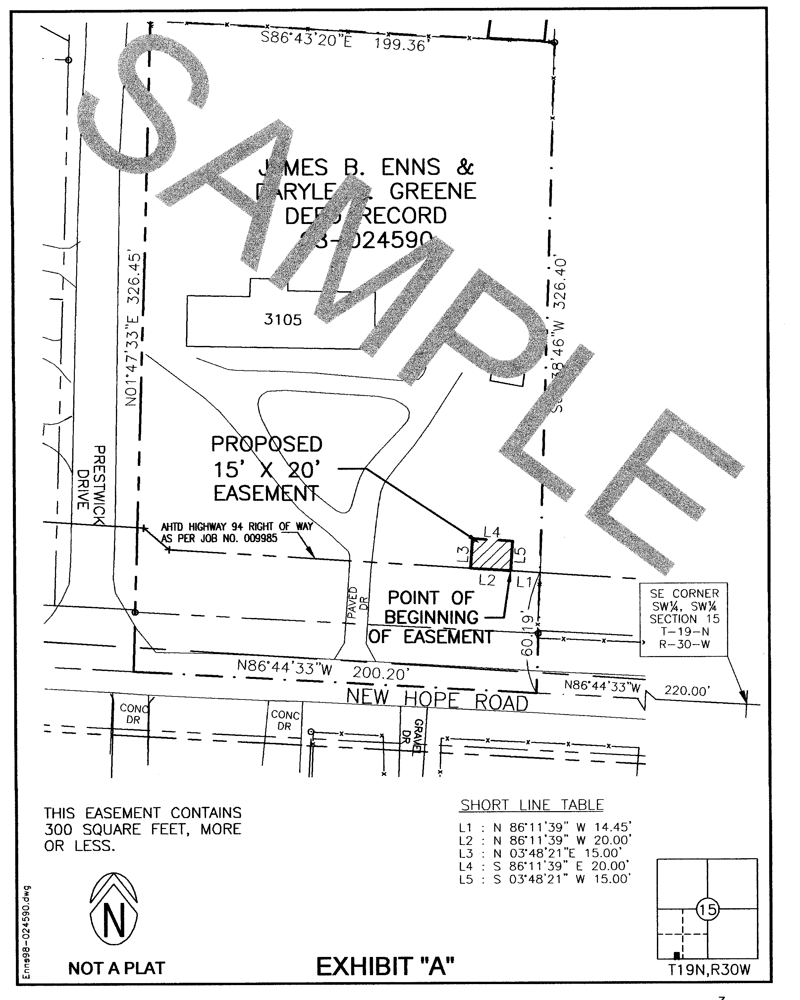 S86°43'20"E 199.36'
SAMPLE
JAMES B. ENNS &
DARYLE GREENE
DEED RECORD
98-024590
N01°47'33"E 326.45'
38'46"W 326.40'
3105
PROPOSED
15' X 20'
EASEMENT
PRESTWICK
DRIVE
AHTD HIGHWAY 94 RIGHT OF WAY
AS PER JOB NO. 009985
L4
L3
L5
L2
L1
PAVED
DR
POINT OF
BEGINNING
OF EASEMENT
60.19'
SE CORNER
SW¼, SW¼
SECTION 15
T-19-N
R-30-W
N86°44'33"W 200.20'
N86°44'33"W 220.00'
NEW HOPE ROAD
CONC
DR
CONC
DR
GRAVEL
DR
THIS EASEMENT CONTAINS
300 SQUARE FEET, MORE
OR LESS.
SHORT LINE TABLE
L1 : N 86°11'39" W 14.45'
L2 : N 86°11'39" W 20.00'
L3 : N 03°48'21"E 15.00'
L4 : S 86°11'39" E 20.00'
L5 : S 03°48'21" W 15.00'
Enns98-024590.dwg
N
NOT A PLAT
EXHIBIT "A"
15
T19N,R30W